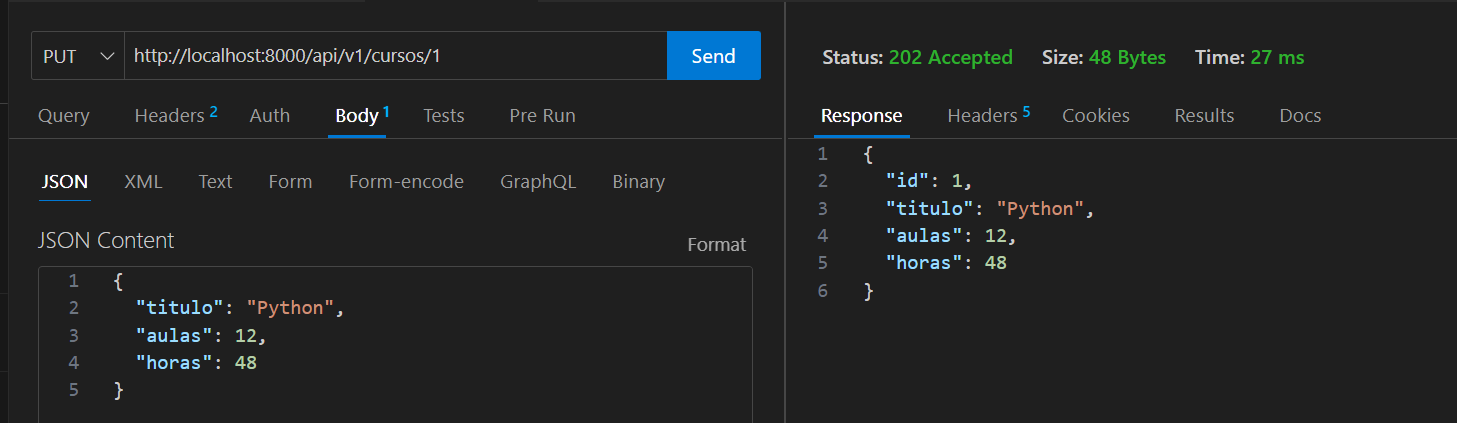 PUT http://localhost:8000/api/v1/cursos/1 Send
Query Headers 2 Auth Body 1 Tests Pre Run
JSON XML Text Form Form-encode GraphQL Binary
JSON Content Format
1 {
2 "titulo": "Python",
3 "aulas": 12,
4 "horas": 48
5 }
Status: 202 Accepted Size: 48 Bytes Time: 27 ms
Response Headers 5 Cookies Results Docs
1 {
2 "id": 1,
3 "titulo": "Python",
4 "aulas": 12,
5 "horas": 48
6 }